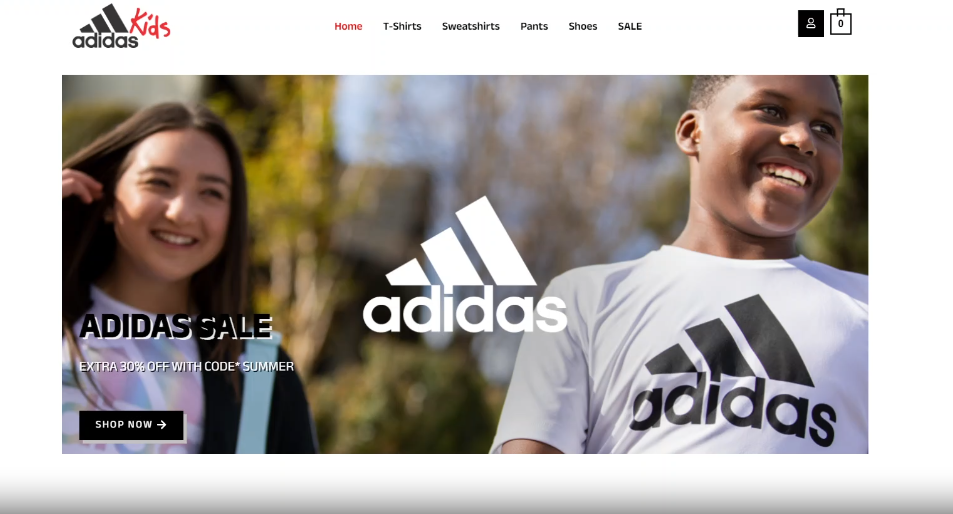 adidas Kids
Home T-Shirts Sweatshirts Pants Shoes SALE
0
adidas
ADIDAS SALE
EXTRA 30% OFF WITH CODE* SUMMER
SHOP NOW →
adidas